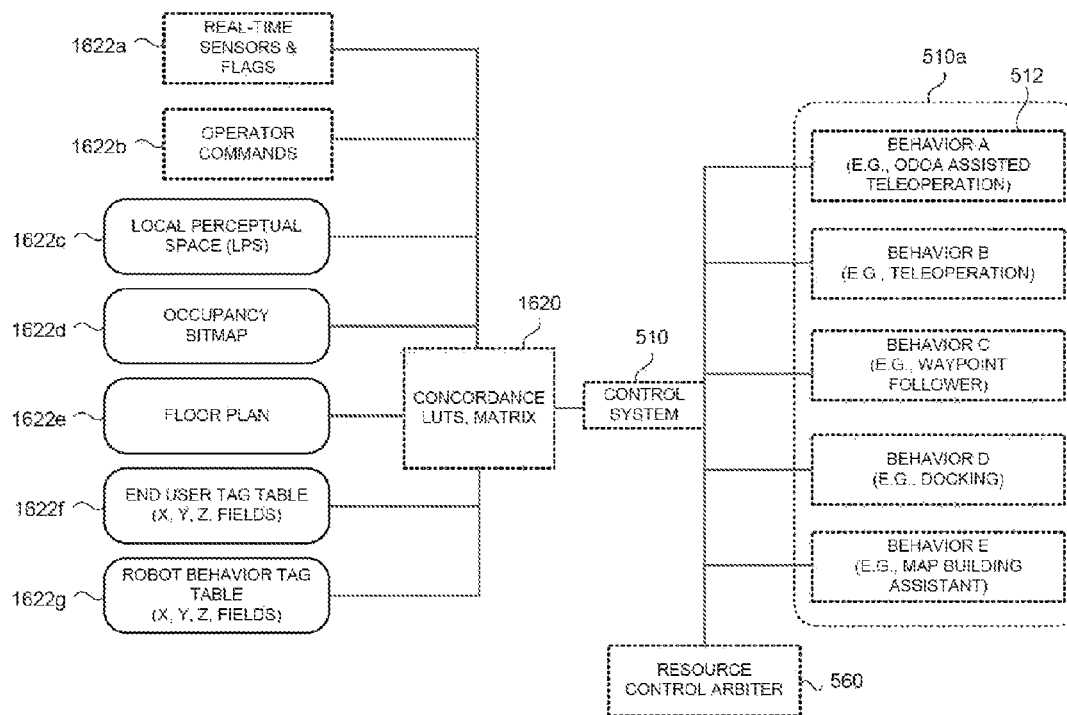 1622a
REAL-TIME
SENSORS &
FLAGS
1622b
OPERATOR
COMMANDS
1622c
LOCAL PERCEPTUAL
SPACE (LPS)
1622d
OCCUPANCY
BITMAP
1622e
FLOOR PLAN
1622f
END USER TAG TABLE
(X, Y, Z, FIELDS)
1622g
ROBOT BEHAVIOR TAG
TABLE
(X, Y, Z, FIELDS)
1620
CONCORDANCE
LUTS, MATRIX
510
CONTROL
SYSTEM
510a
512
BEHAVIOR A
(E.G., ODOA ASSISTED
TELEOPERATION)
BEHAVIOR B
(E.G., TELEOPERATION)
BEHAVIOR C
(E.G., WAYPOINT
FOLLOWER)
BEHAVIOR D
(E.G., DOCKING)
BEHAVIOR E
(E.G., MAP BUILDING
ASSISTANT)
RESOURCE
CONTROL ARBITER
560